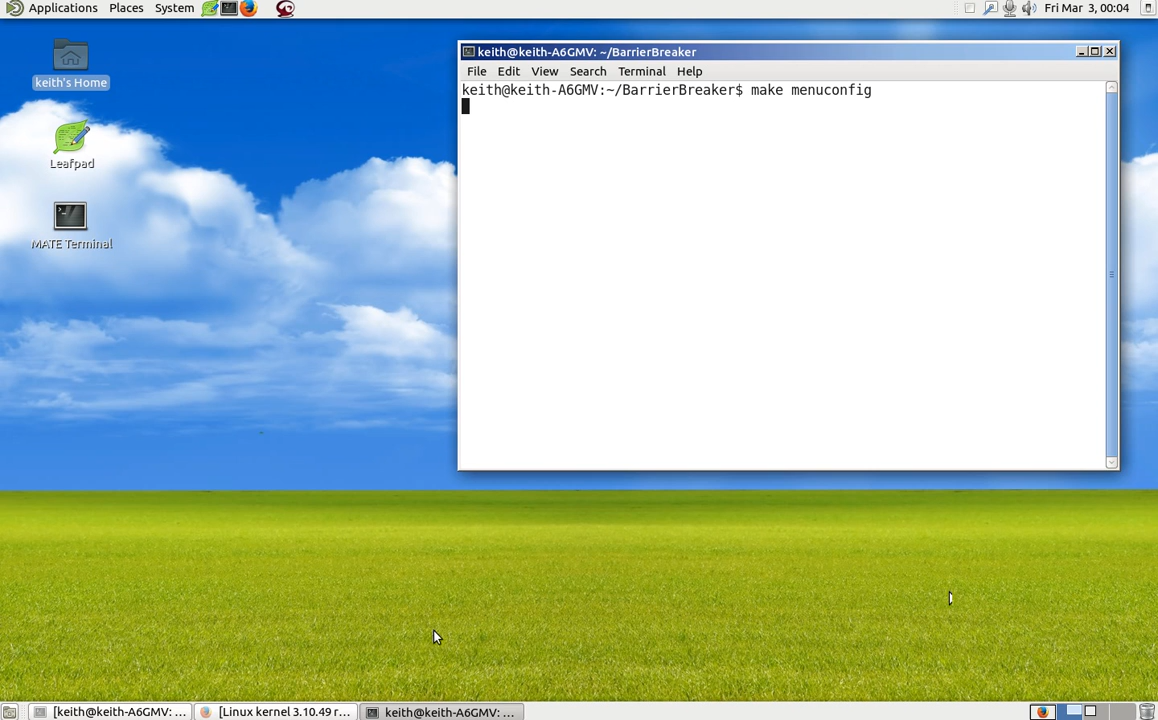 Applications Places System Fri Mar 3, 00:04
keith's Home
Leafpad
MATE Terminal
keith@keith-A6GMV: ~/BarrierBreaker
File Edit View Search Terminal Help
keith@keith-A6GMV:~/BarrierBreaker$ make menuconfig
[keith@keith-A6GMV: ... [Linux kernel 3.10.49 r... keith@keith-A6GMV: ...